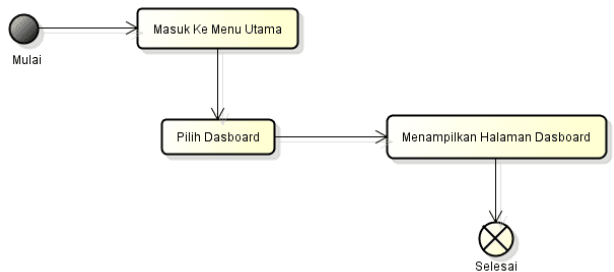 Masuk Ke Menu Utama
Mulai
Pilih Dasboard
Menampilkan Halaman Dasboard
Selesai